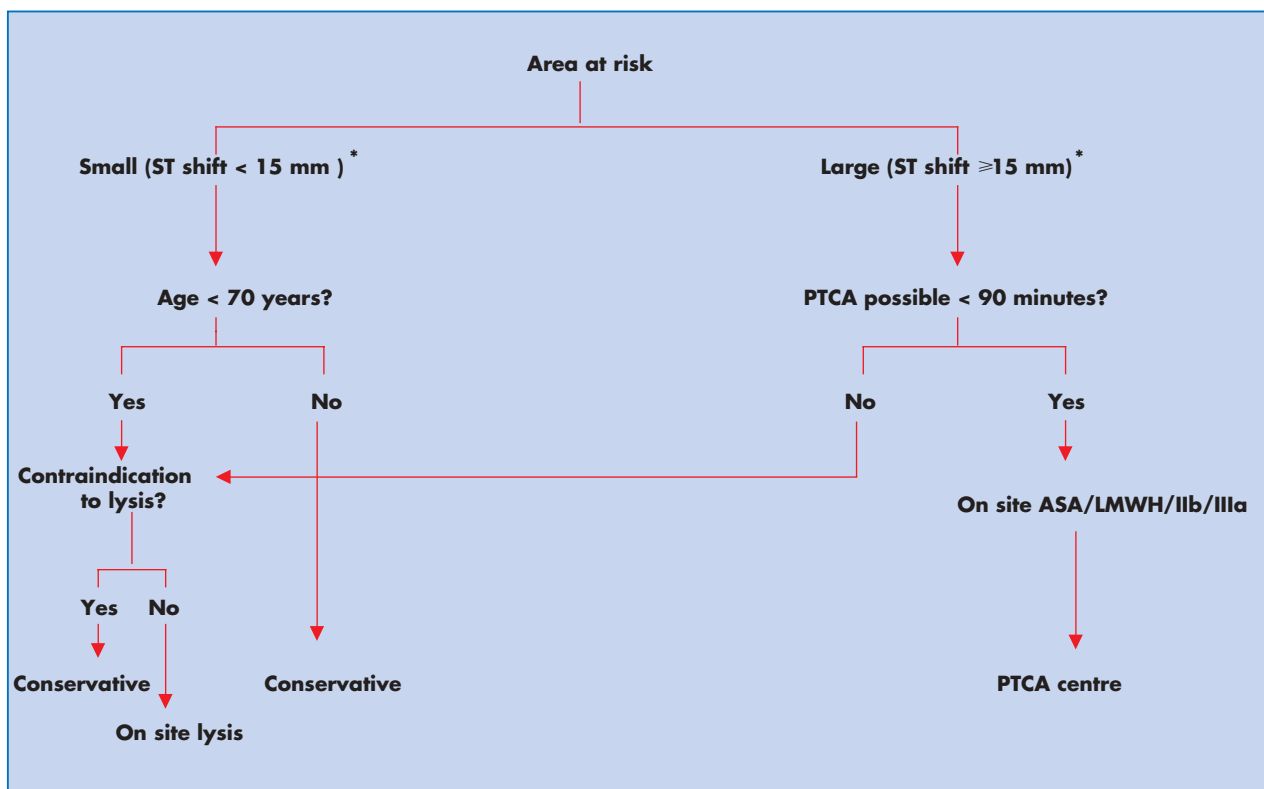 Area at risk
Small (ST shift < 15 mm )*
Large (ST shift ⩾15 mm)*
Age < 70 years?
PTCA possible < 90 minutes?
Yes
No
No
Yes
Contraindication
to lysis?
On site ASA/LMWH/IIb/IIIa
Yes
No
Conservative
Conservative
PTCA centre
On site lysis